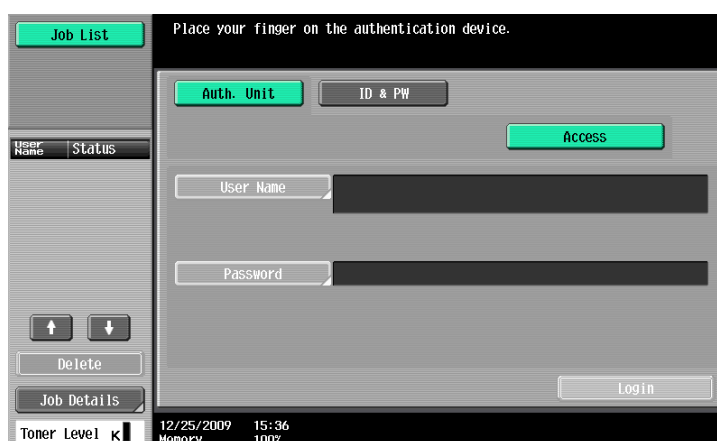 Job List
Place your finger on the authentication device.
Auth. Unit
ID & PW
Access
User Name
Status
User Name
Password
Delete
Login
Job Details
Toner Level K
12/25/2009 15:36
Memory 100%